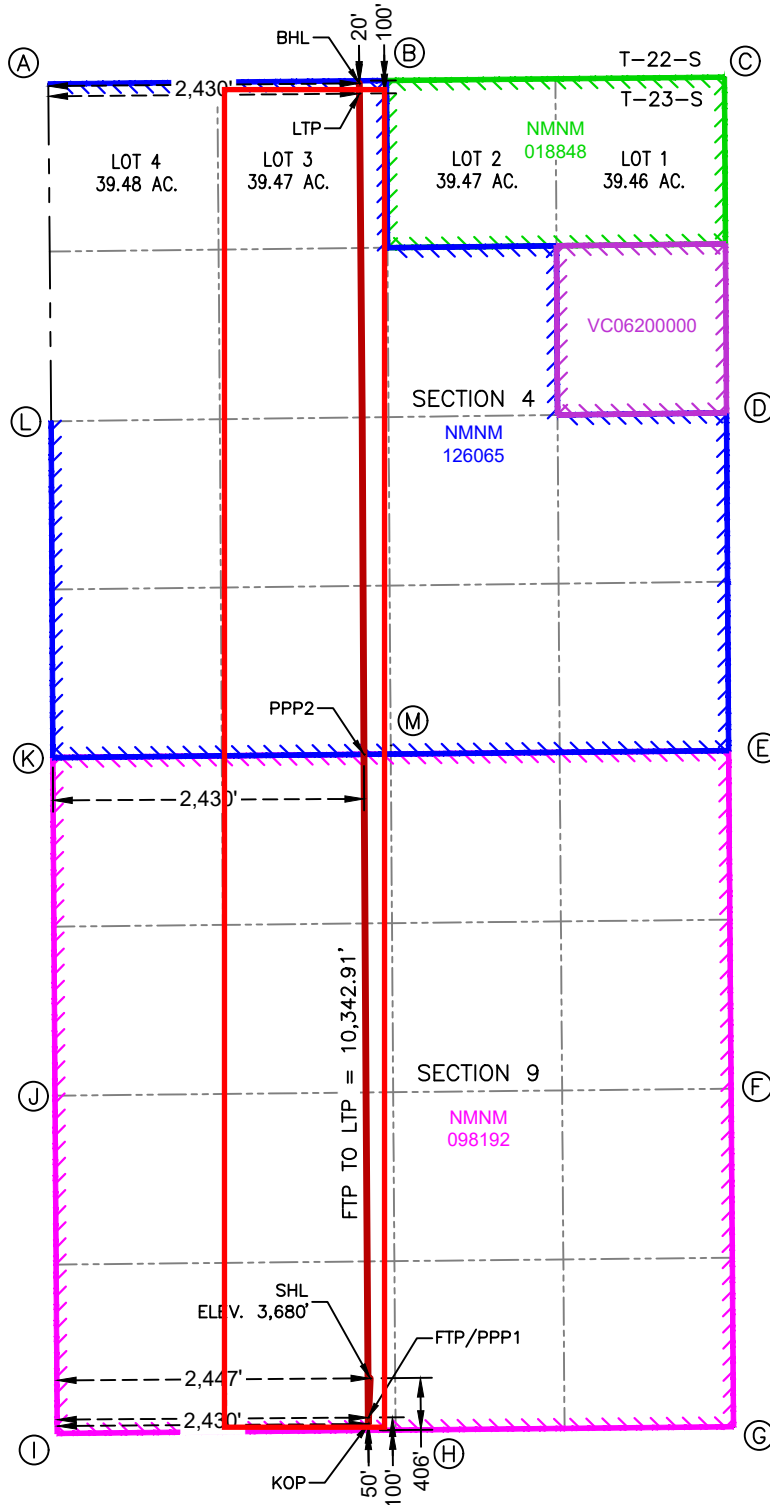 BHL
20'
100'
A
B
C
T-22-S
T-23-S
2,430'
LTP
NMNM
018848
LOT 4
39.48 AC.
LOT 3
39.47 AC.
LOT 2
39.47 AC.
LOT 1
39.46 AC.
VC06200000
SECTION 4
L
D
NMNM
126065
PPP2
M
K
E
2,430'
FTP TO LTP = 10,342.91'
SECTION 9
J
F
NMNM
098192
SHL
ELEV. 3,680'
FTP/PPP1
2,447'
2,430'
I
H
G
KOP
50'
100'
406'